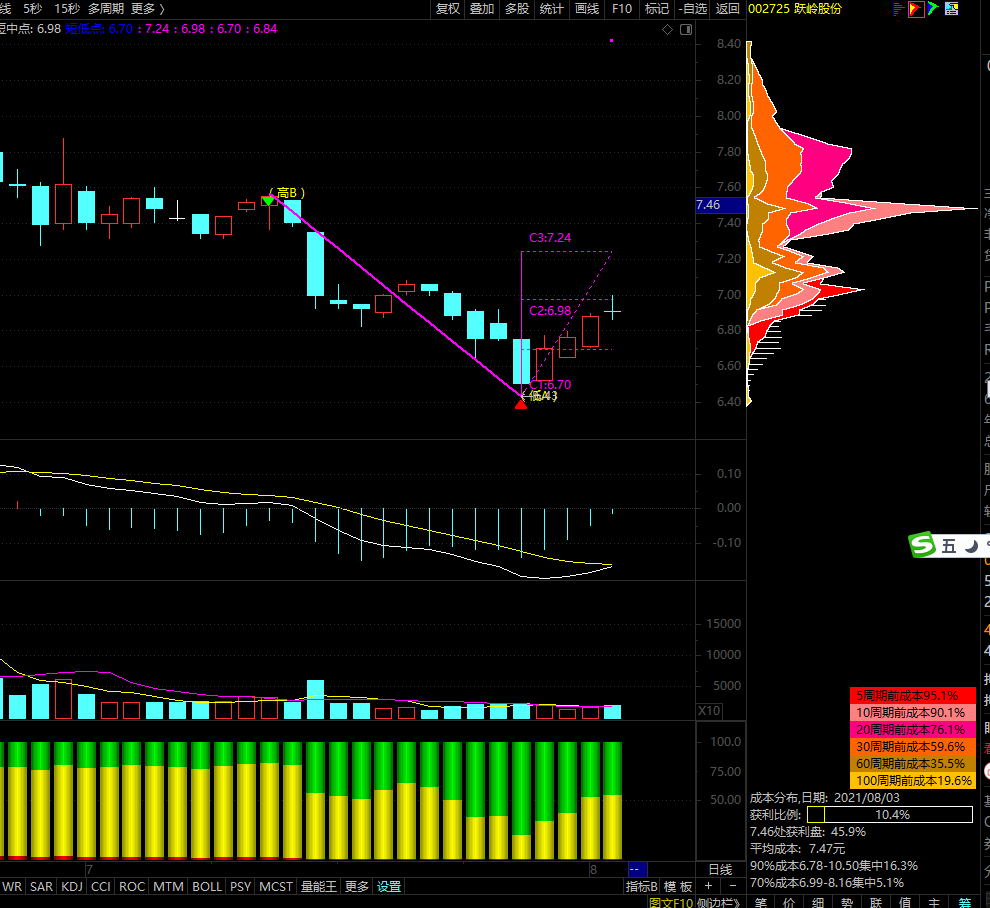 线 5秒 15秒 多周期 更多 〉 复权 叠加 多股 统计 画线 F10 标记 -自选 返回 002725 跃岭股份
短中点: 6.98 短低点: 6.70 : 7.24 : 6.98 : 6.70 : 6.84
8.40
8.20
8.00
7.80
7.60
7.46
7.40
7.20
7.00
6.80
6.60
6.40
(高B)
C3:7.24
C2:6.98
C1:6.70
0.10
0.00
-0.10
五
15000
10000
5000
X10
100.0
75.00
50.00
5周期前成本95.1%
10周期前成本90.1%
20周期前成本76.1%
30周期前成本59.6%
60周期前成本35.5%
100周期前成本19.6%
成本分布,日期: 2021/08/03
获利比例: 10.4%
7.46处获利盘: 45.9%
平均成本: 7.47元
90%成本6.78-10.50集中16.3%
70%成本6.99-8.16集中5.1%
7 8 -- 日线
WR SAR KDJ CCI ROC MTM BOLL PSY MCST 量能王 更多 设置 指标B 模板 + −
图文F10 侧边栏》 笔 价 细 势 联 值 主 筹